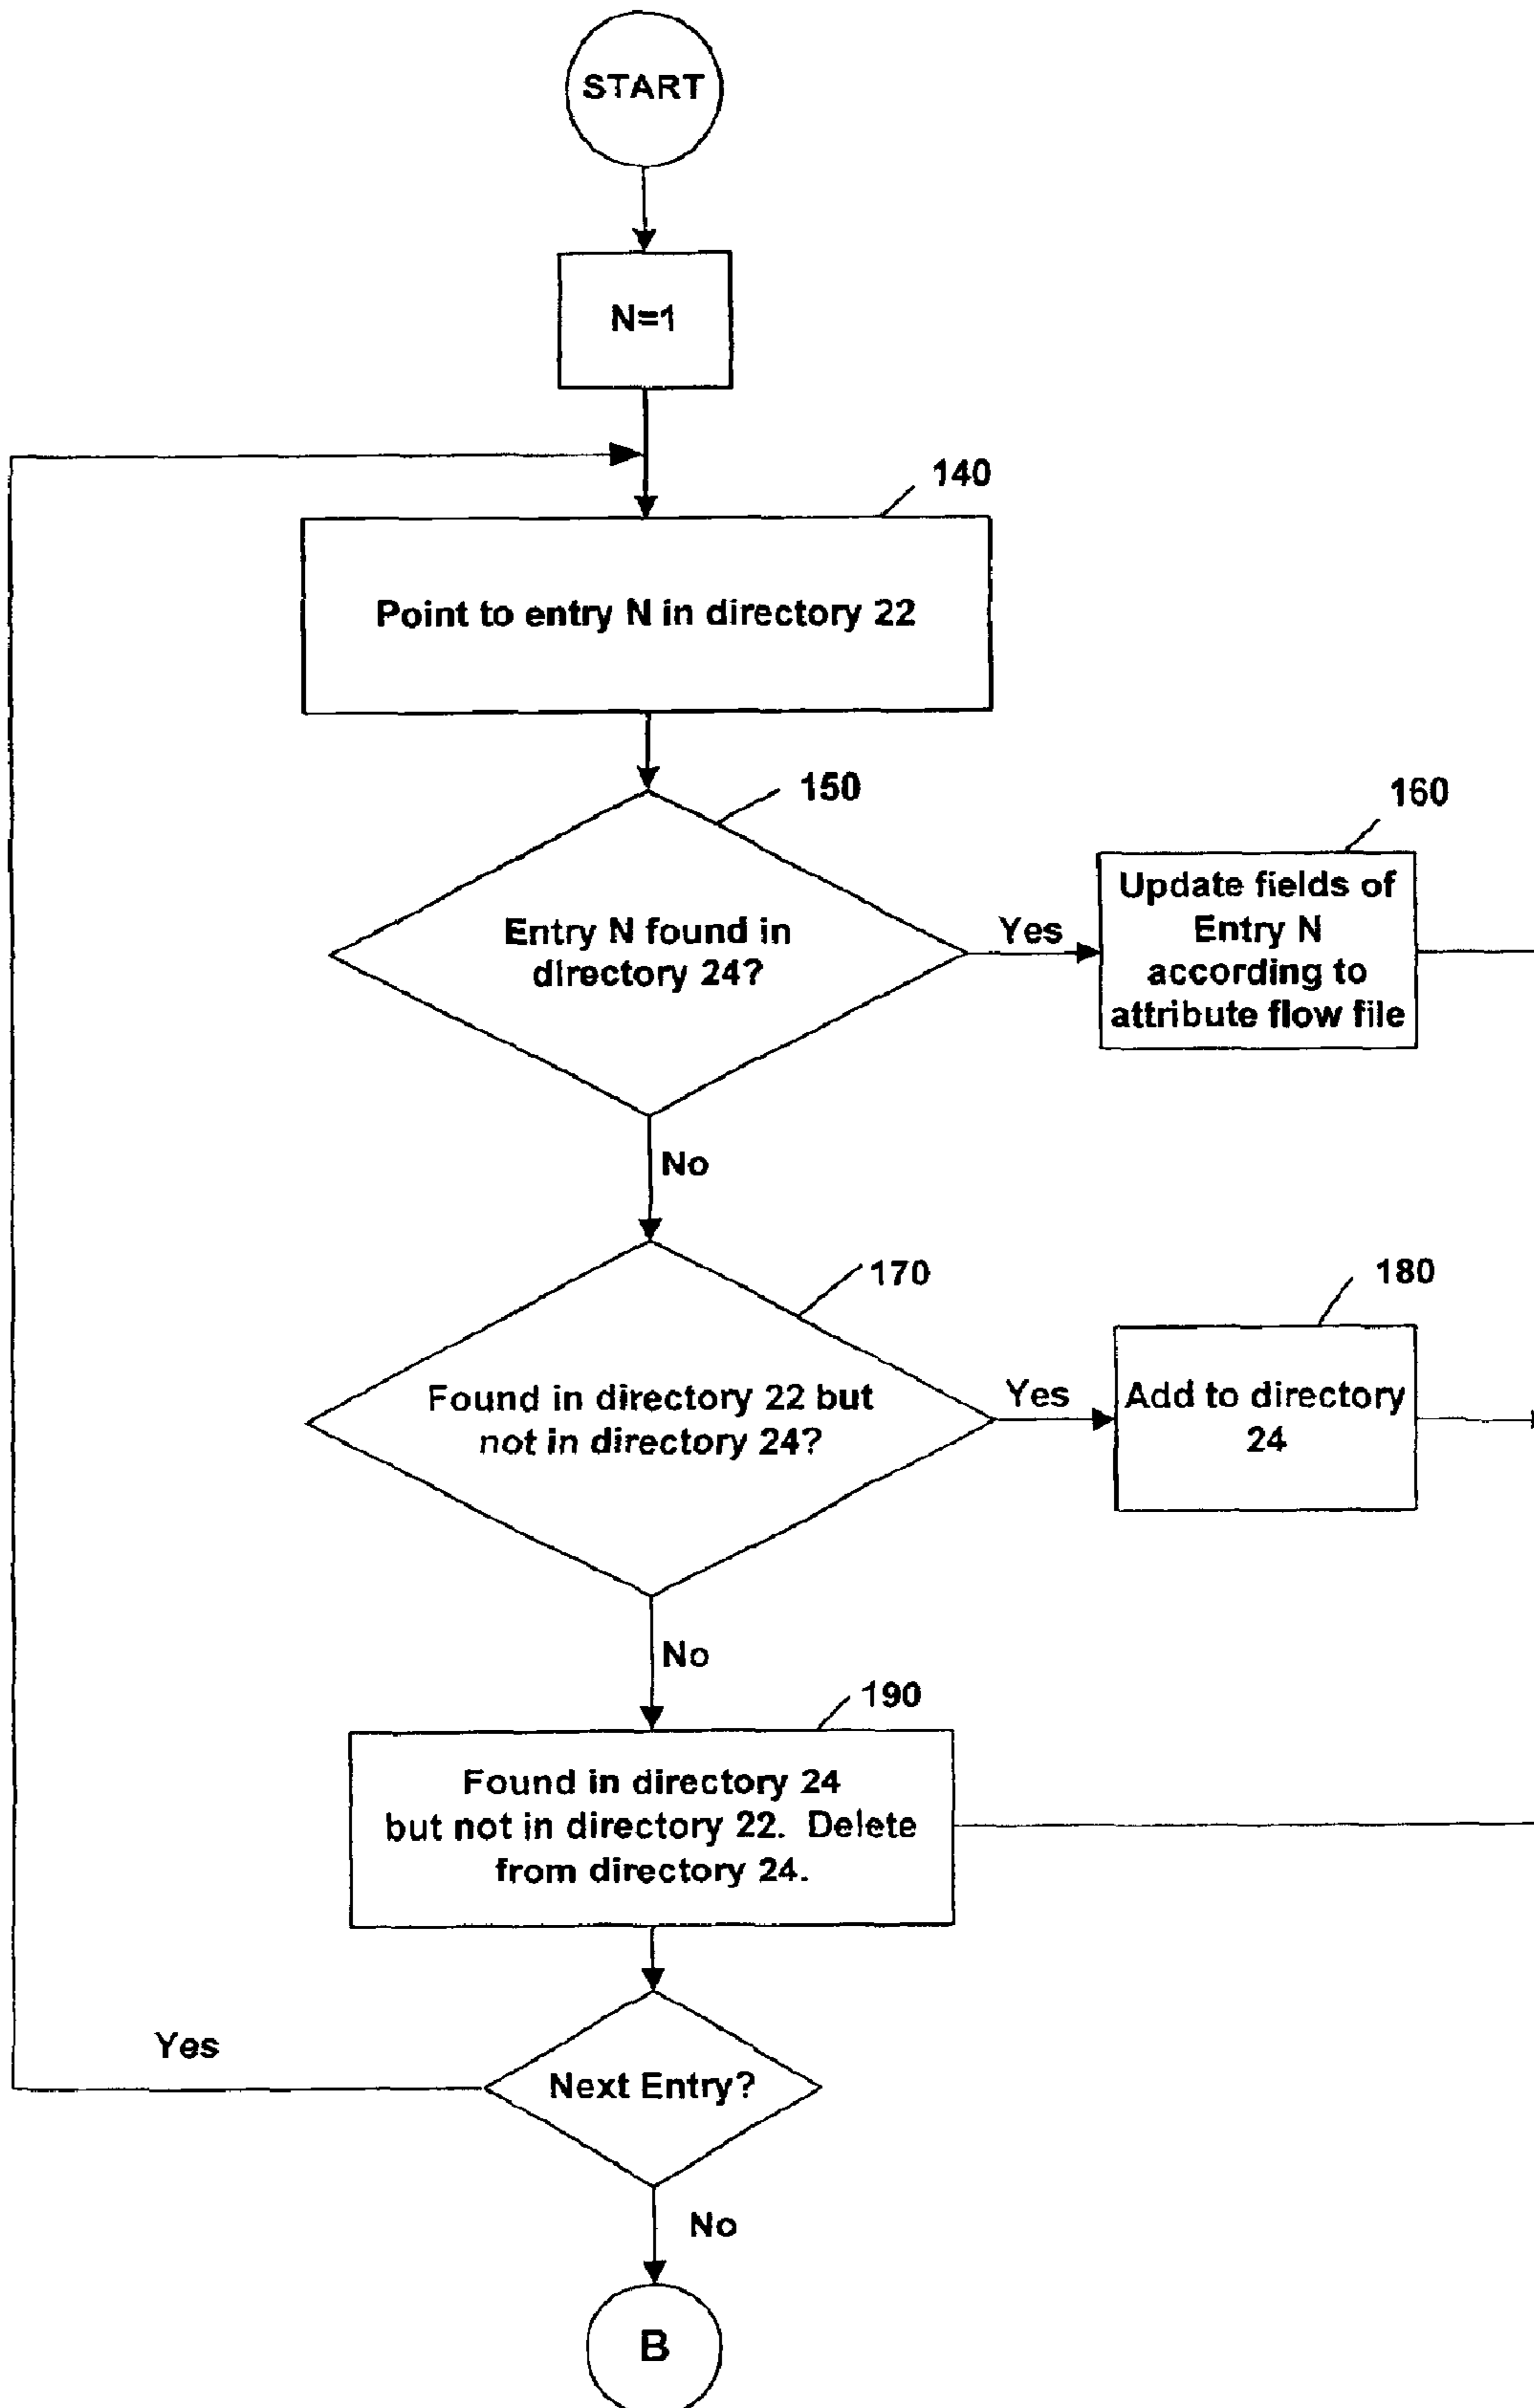 START
N=1
140
Point to entry N in directory 22
150
Entry N found in
directory 24?
Yes
160
Update fields of
Entry N
according to
attribute flow file
No
170
Found in directory 22 but
not in directory 24?
Yes
180
Add to directory
24
No
190
Found in directory 24
but not in directory 22. Delete
from directory 24.
Yes
Next Entry?
No
B